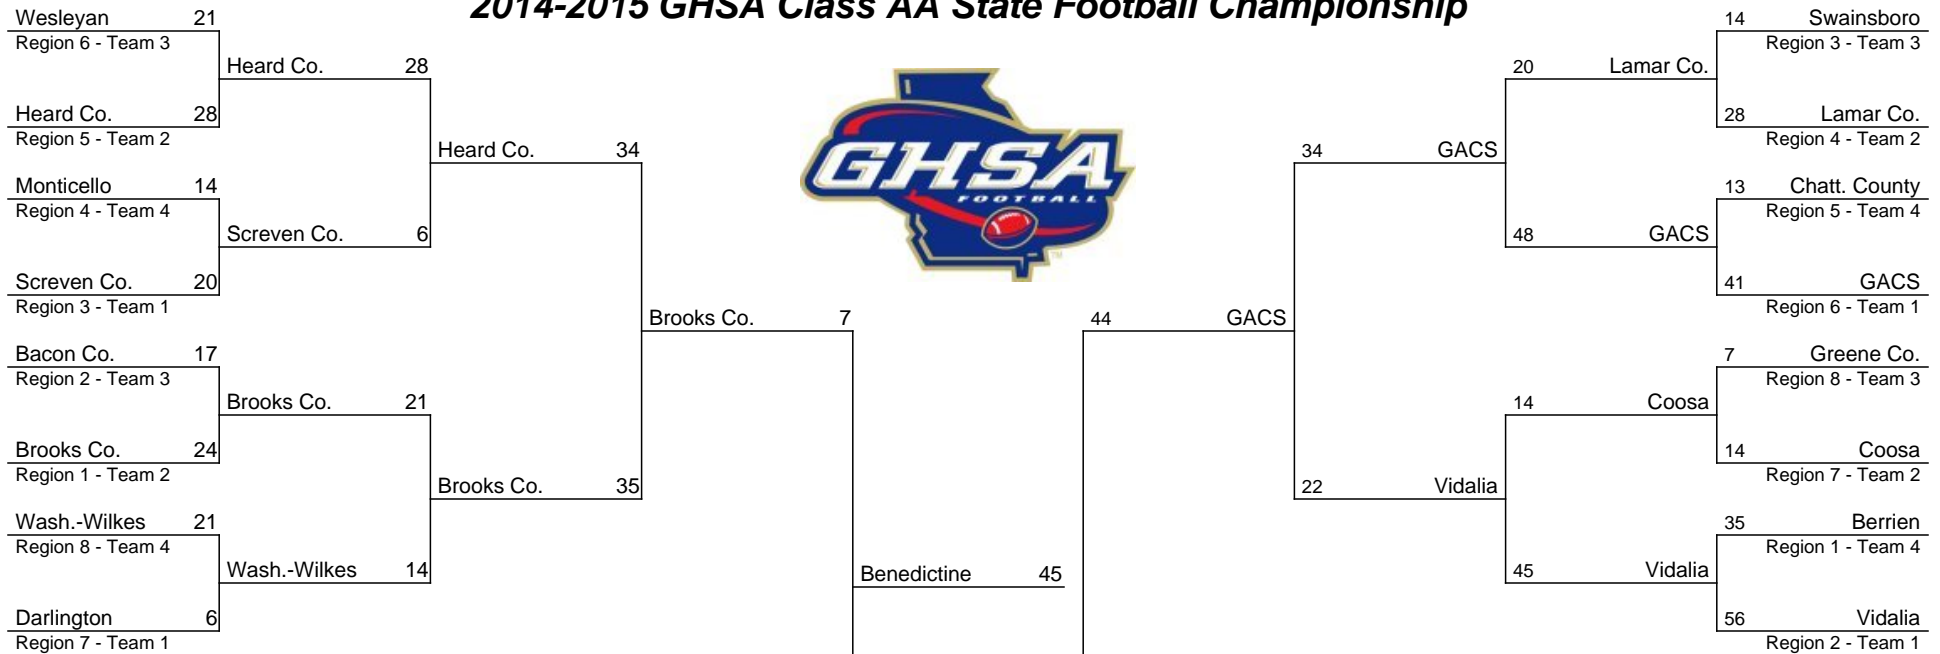 2014-2015 GHSA Class AA State Football Championship
Wesleyan 21
Region 6 - Team 3
Heard Co. 28
Heard Co. 28
Region 5 - Team 2
Heard Co. 34
Monticello 14
Region 4 - Team 4
Screven Co. 6
Screven Co. 20
Region 3 - Team 1
Brooks Co. 7
Bacon Co. 17
Region 2 - Team 3
Brooks Co. 21
Brooks Co. 24
Region 1 - Team 2
Brooks Co. 35
Wash.-Wilkes 21
Region 8 - Team 4
Wash.-Wilkes 14
Darlington 6
Region 7 - Team 1
GHSA
FOOTBALL
TM
Benedictine 45
14 Swainsboro
Region 3 - Team 3
20 Lamar Co.
28 Lamar Co.
Region 4 - Team 2
34 GACS
13 Chatt. County
Region 5 - Team 4
48 GACS
41 GACS
Region 6 - Team 1
44 GACS
7 Greene Co.
Region 8 - Team 3
14 Coosa
14 Coosa
Region 7 - Team 2
22 Vidalia
35 Berrien
Region 1 - Team 4
45 Vidalia
56 Vidalia
Region 2 - Team 1